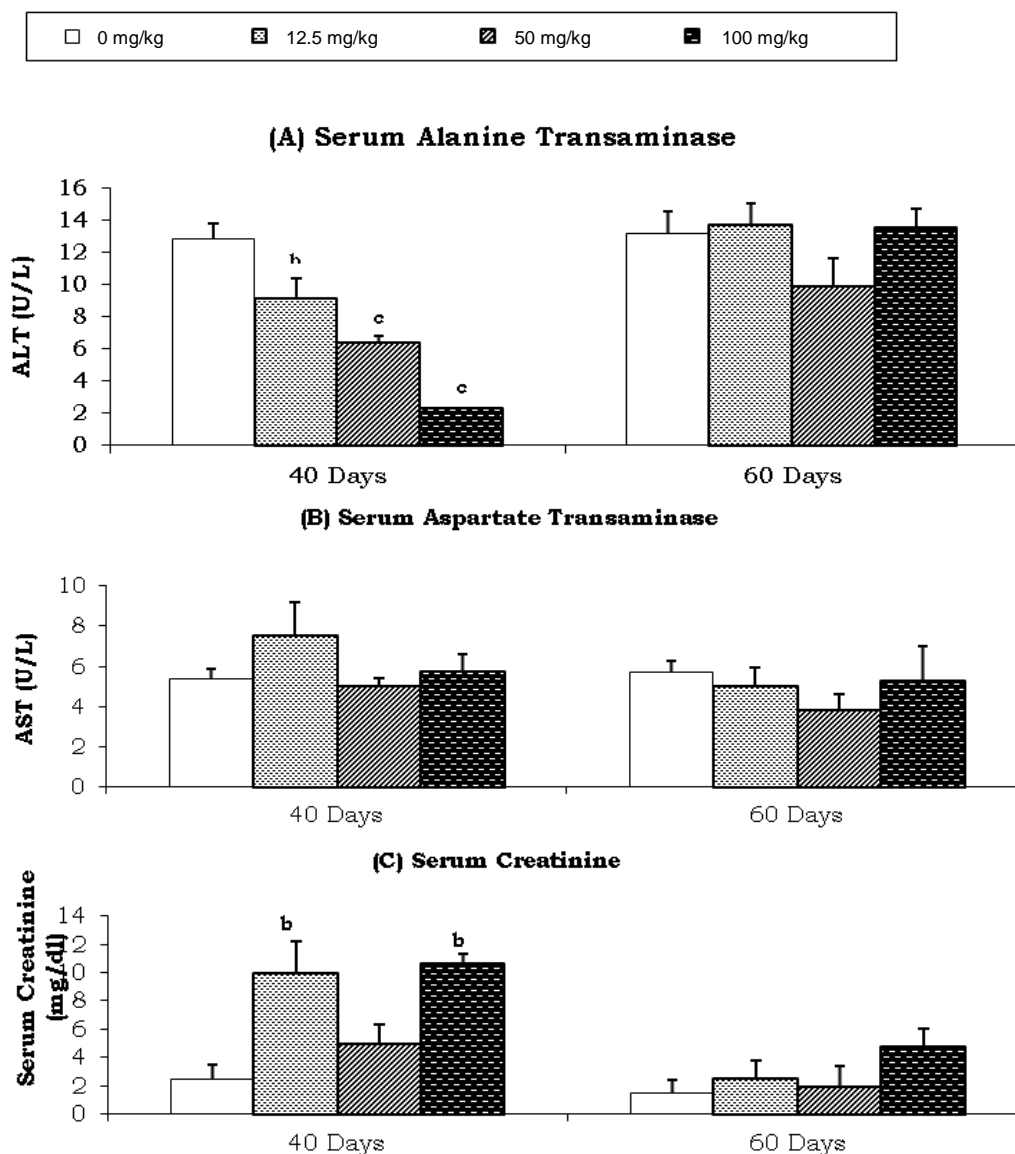 0 mg/kg 12.5 mg/kg 50 mg/kg 100 mg/kg
(A) Serum Alanine Transaminase
ALT (U/L)
16
14
12
10
8
6
4
2
0
b
c
c
40 Days 60 Days
(B) Serum Aspartate Transaminase
AST (U/L)
10
8
6
4
2
0
40 Days 60 Days
(C) Serum Creatinine
Serum Creatinine
(mg/dl)
14
12
10
8
6
4
2
0
b
b
40 Days 60 Days